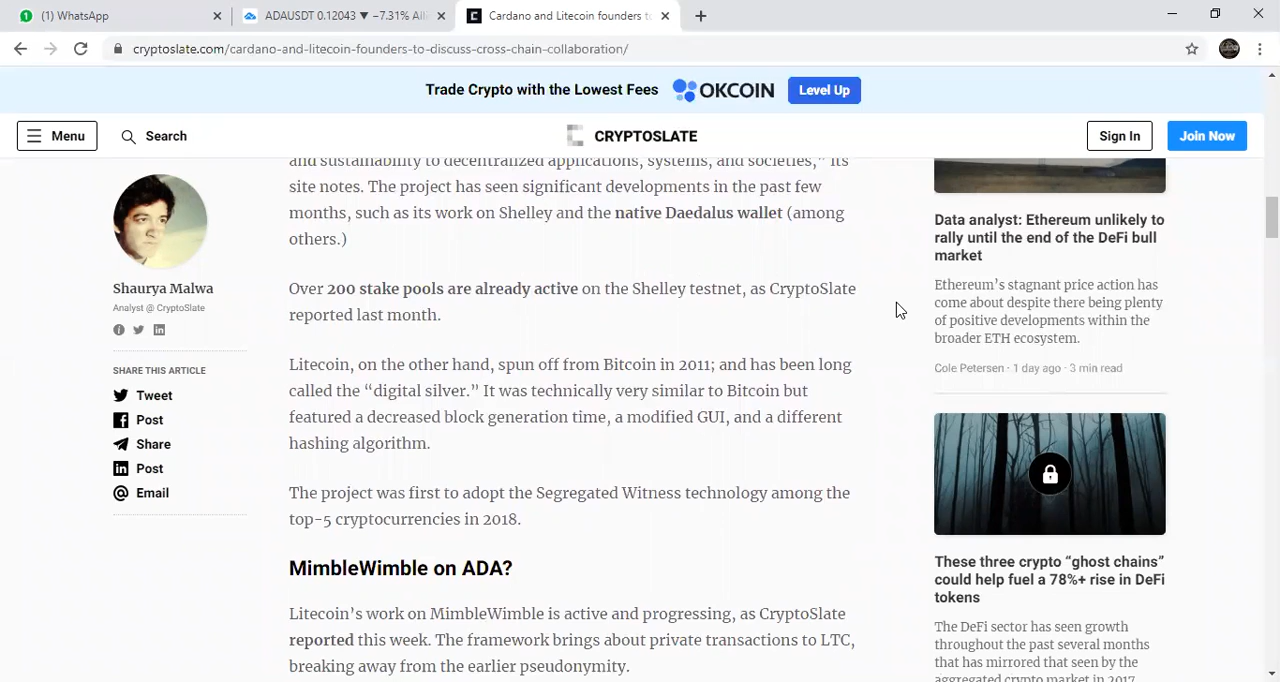 (1) WhatsApp
ADAUSDT 0.12043 ▼ −7.31% All
Cardano and Litecoin founders to
cryptoslate.com/cardano-and-litecoin-founders-to-discuss-cross-chain-collaboration/
Trade Crypto with the Lowest Fees OKCOIN Level Up
Menu Search CRYPTOSLATE Sign In Join Now
Shaurya Malwa
Analyst @ CryptoSlate
SHARE THIS ARTICLE
Tweet
Post
Share
Post
Email
and sustainability to decentralized applications, systems, and societies,” its
site notes. The project has seen significant developments in the past few
months, such as its work on Shelley and the native Daedalus wallet (among
others.)
Over 200 stake pools are already active on the Shelley testnet, as CryptoSlate
reported last month.
Litecoin, on the other hand, spun off from Bitcoin in 2011; and has been long
called the “digital silver.” It was technically very similar to Bitcoin but
featured a decreased block generation time, a modified GUI, and a different
hashing algorithm.
The project was first to adopt the Segregated Witness technology among the
top-5 cryptocurrencies in 2018.
MimbleWimble on ADA?
Litecoin’s work on MimbleWimble is active and progressing, as CryptoSlate
reported this week. The framework brings about private transactions to LTC,
breaking away from the earlier pseudonymity.
Data analyst: Ethereum unlikely to
rally until the end of the DeFi bull
market
Ethereum’s stagnant price action has
come about despite there being plenty
of positive developments within the
broader ETH ecosystem.
Cole Petersen · 1 day ago · 3 min read
These three crypto “ghost chains”
could help fuel a 78%+ rise in DeFi
tokens
The DeFi sector has seen growth
throughout the past several months
that has mirrored that seen by the
aggregated crypto market in 2017